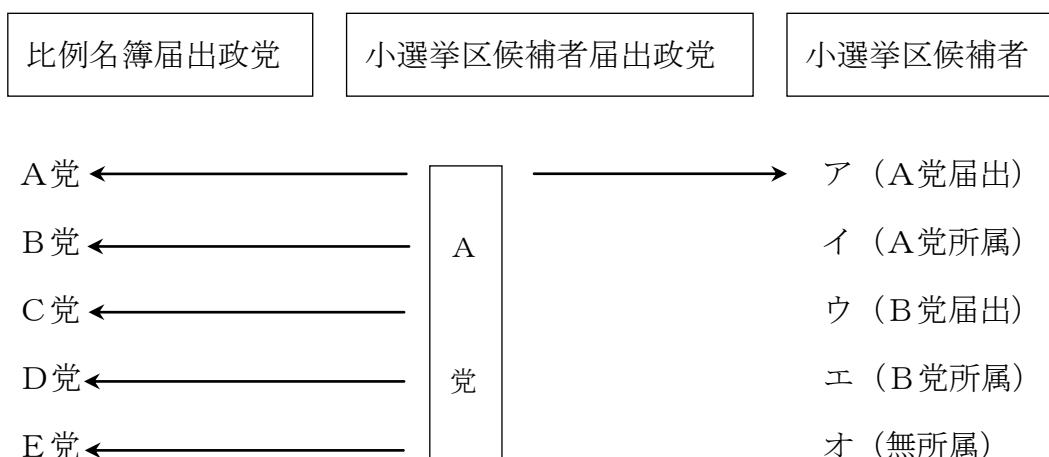 比例名簿届出政党 小選挙区候補者届出政党 小選挙区候補者
A党 ア（A党届出）
B党 A イ（A党所属）
C党 ウ（B党届出）
D党 党 エ（B党所属）
E党 オ（無所属）